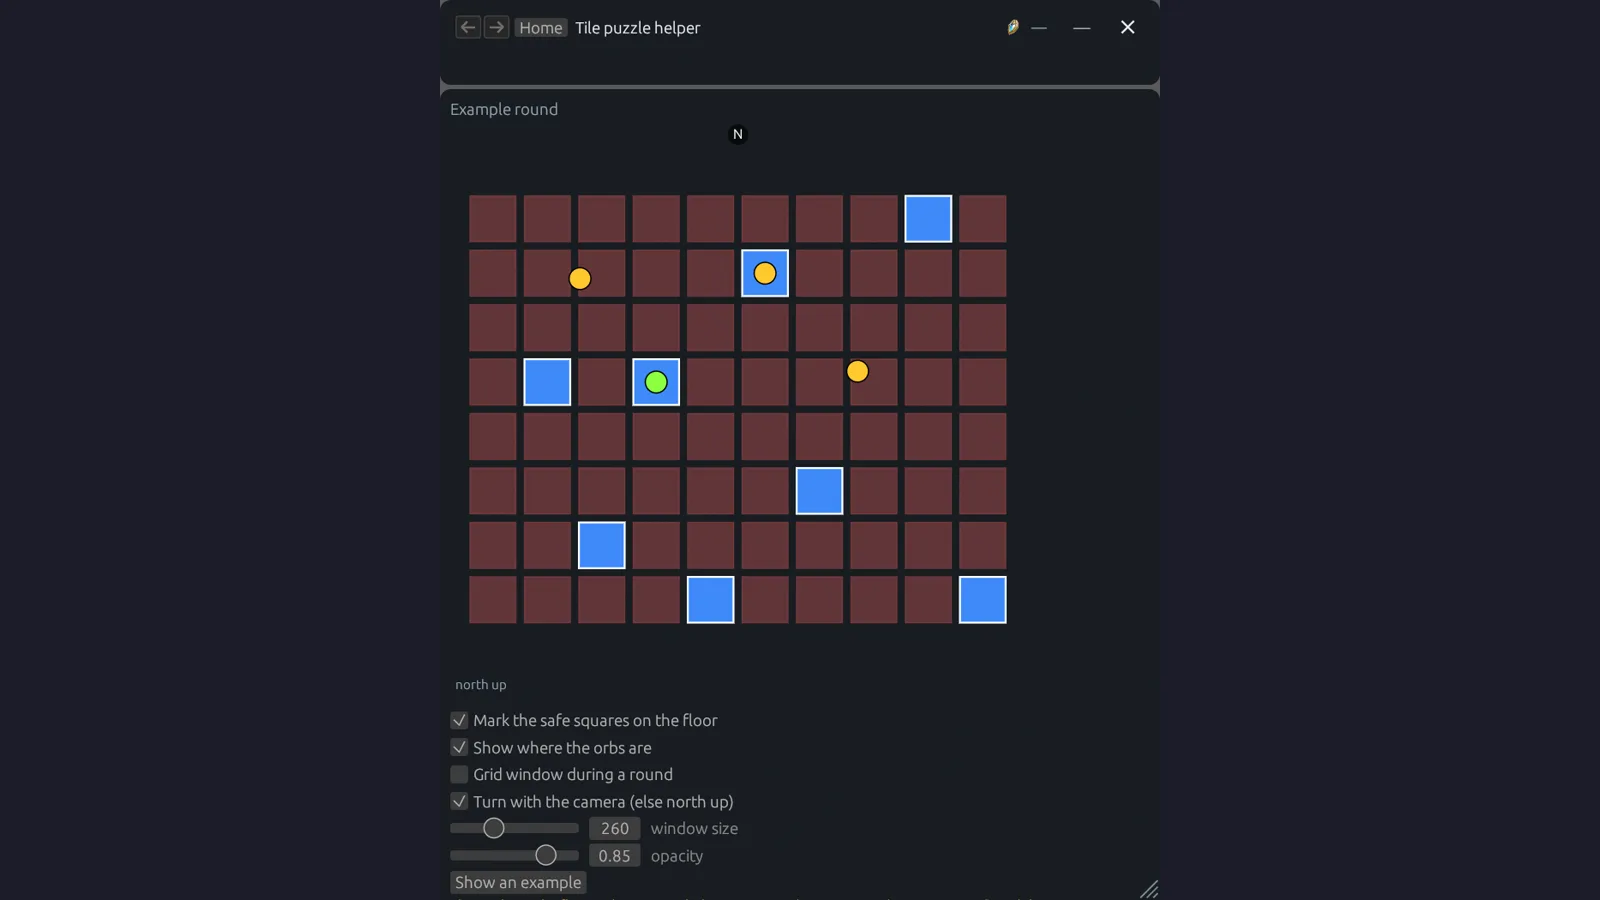 Home Tile puzzle helper
Example round
N
north up
Mark the safe squares on the floor
Show where the orbs are
Grid window during a round
Turn with the camera (else north up)
260 window size
0.85 opacity
Show an example